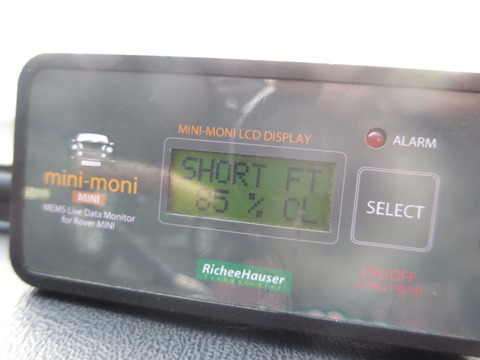 MINI-MONI LCD DISPLAY
ALARM
SHORT FT
85 % CL
mini-moni
MINI
MEMS Live Data Monitor
for Rover MINI
SELECT
RicheeHauser
Technologies
ON/OFF